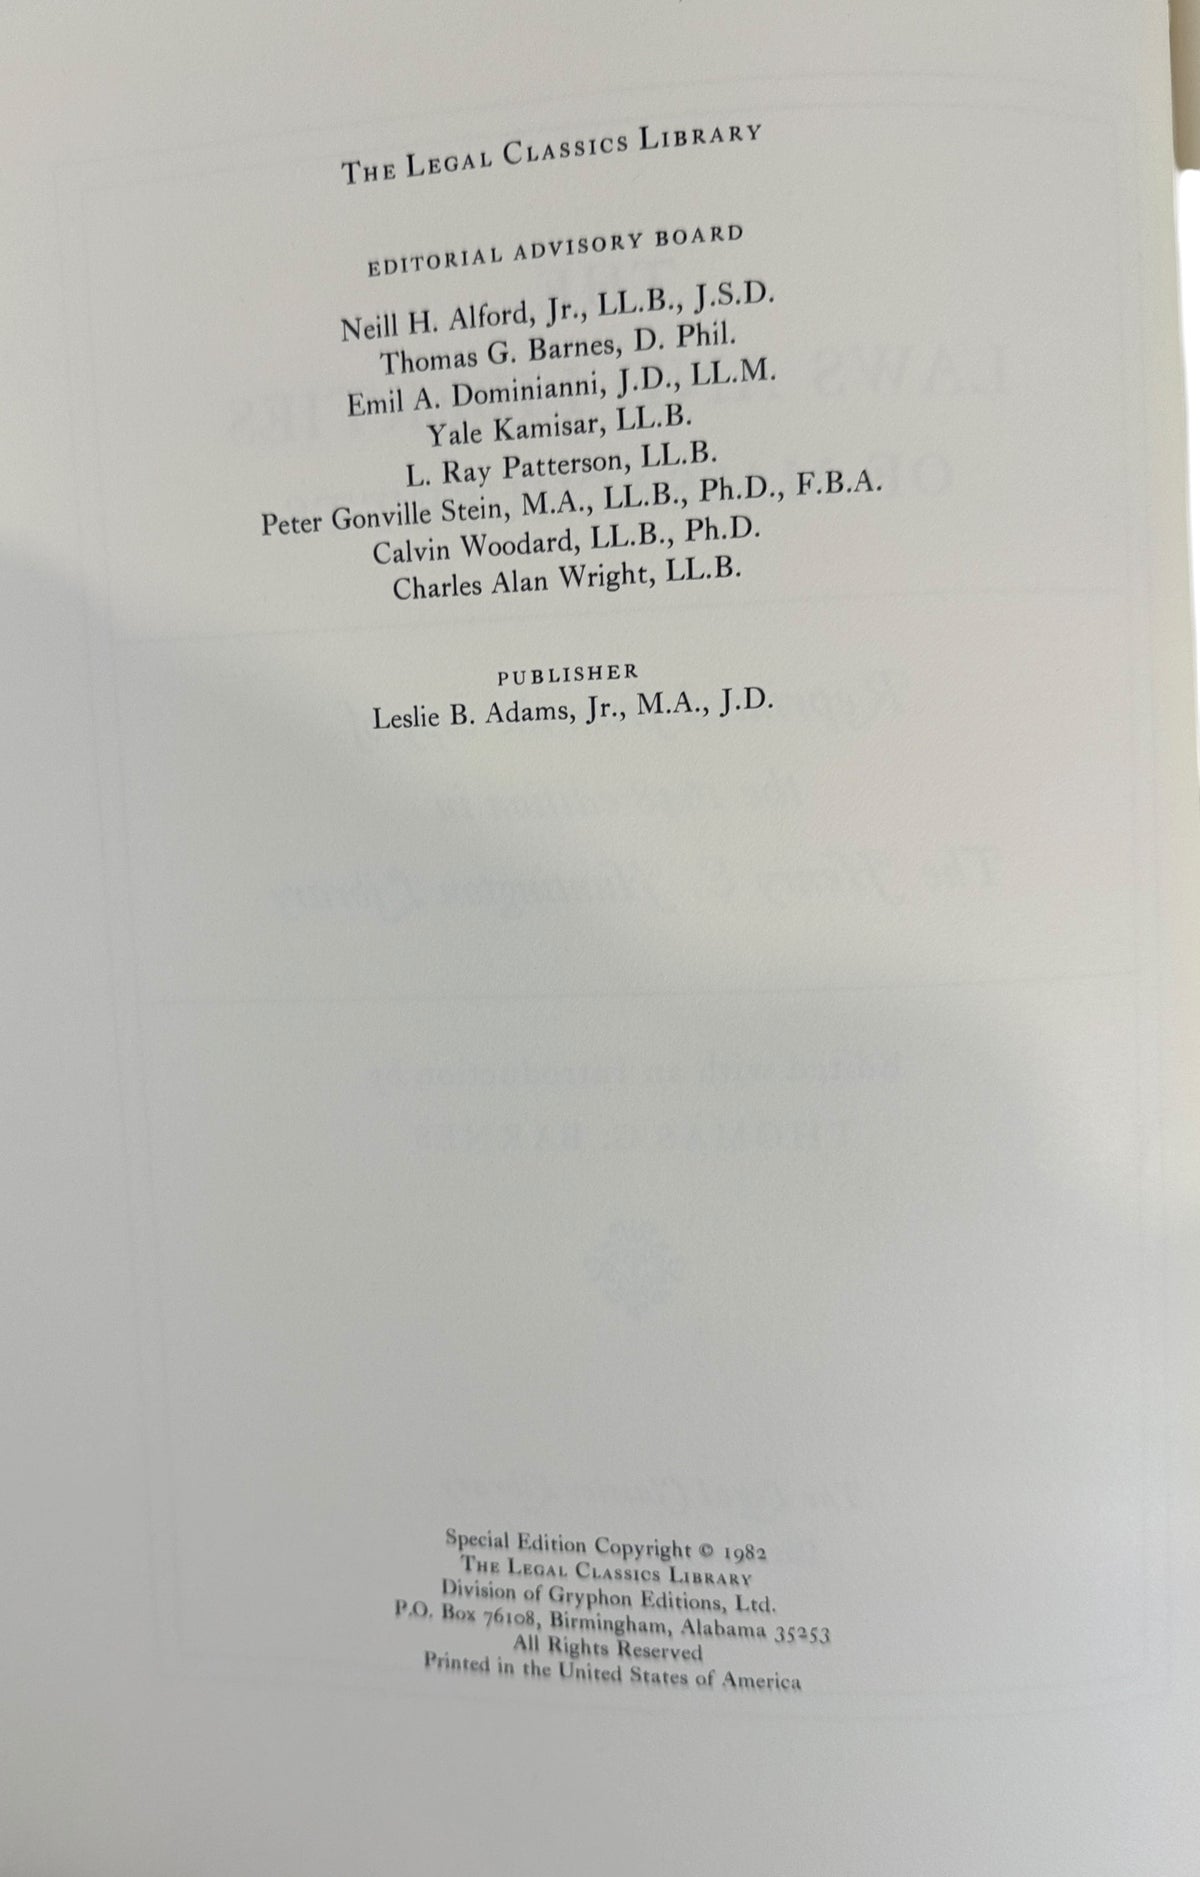 THE LEGAL CLASSICS LIBRARY
EDITORIAL ADVISORY BOARD
Neill H. Alford, Jr., LL.B., J.S.D.
Thomas G. Barnes, D. Phil.
Emil A. Dominianni, J.D., LL.M.
Yale Kamisar, LL.B.
L. Ray Patterson, LL.B.
Peter Gonville Stein, M.A., LL.B., Ph.D., F.B.A.
Calvin Woodard, LL.B., Ph.D.
Charles Alan Wright, LL.B.
PUBLISHER
Leslie B. Adams, Jr., M.A., J.D.
Special Edition Copyright © 1982
THE LEGAL CLASSICS LIBRARY
Division of Gryphon Editions, Ltd.
P.O. Box 76108, Birmingham, Alabama 35253
All Rights Reserved
Printed in the United States of America